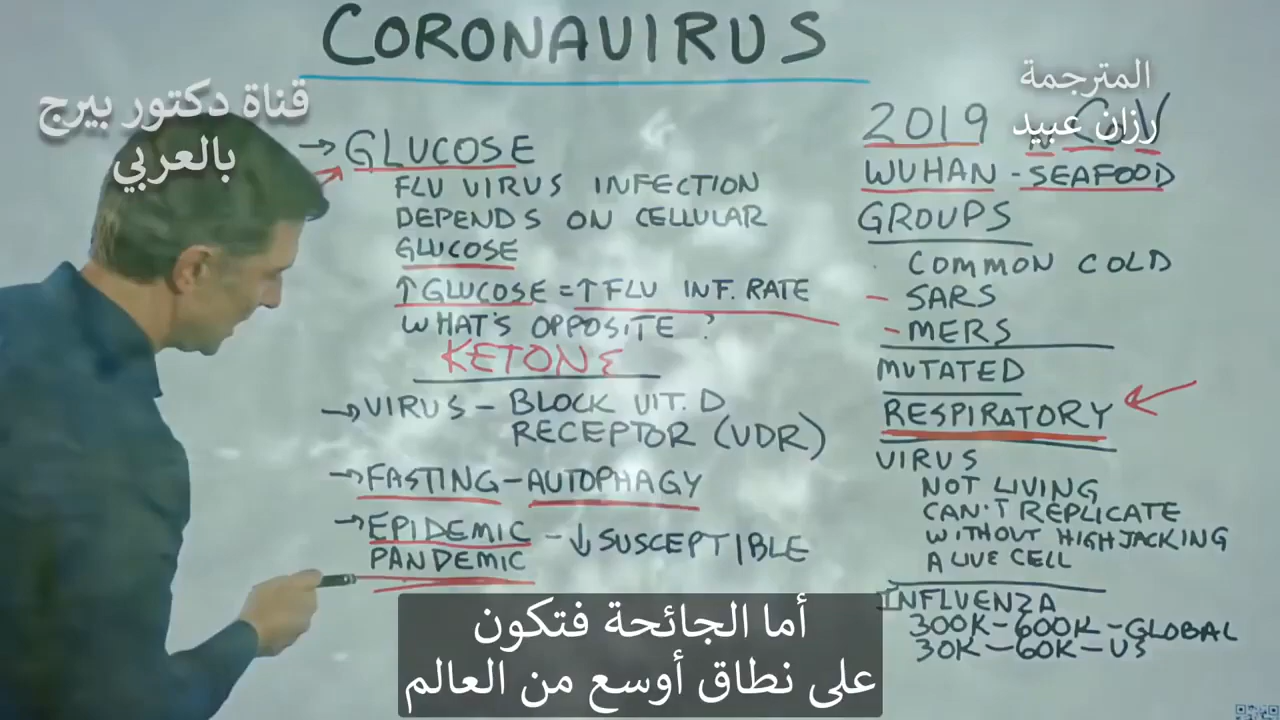 CORONAVIRUS
قناة دكتور بيرج
بالعربي
المترجمة
رزان عبيد
→ GLUCOSE
FLU VIRUS INFECTION
DEPENDS ON CELLULAR
GLUCOSE
↑ GLUCOSE = ↑ FLU INF. RATE
WHAT'S OPPOSITE ?
KETONE
→ VIRUS – BLOCK VIT. D
RECEPTOR (VDR)
→ FASTING – AUTOPHAGY
→ EPIDEMIC – ↓ SUSCEPTIBLE
PANDEMIC
2019 n CoV
WUHAN - SEAFOOD
GROUPS
COMMON COLD
– SARS
– MERS
MUTATED
RESPIRATORY
VIRUS
NOT LIVING
CAN'T REPLICATE
WITHOUT HIGHJACKING
A LIVE CELL
INFLUENZA
300K – 600K – GLOBAL
30K – 60K – US
أما الجائحة فتكون
على نطاق أوسع من العالم